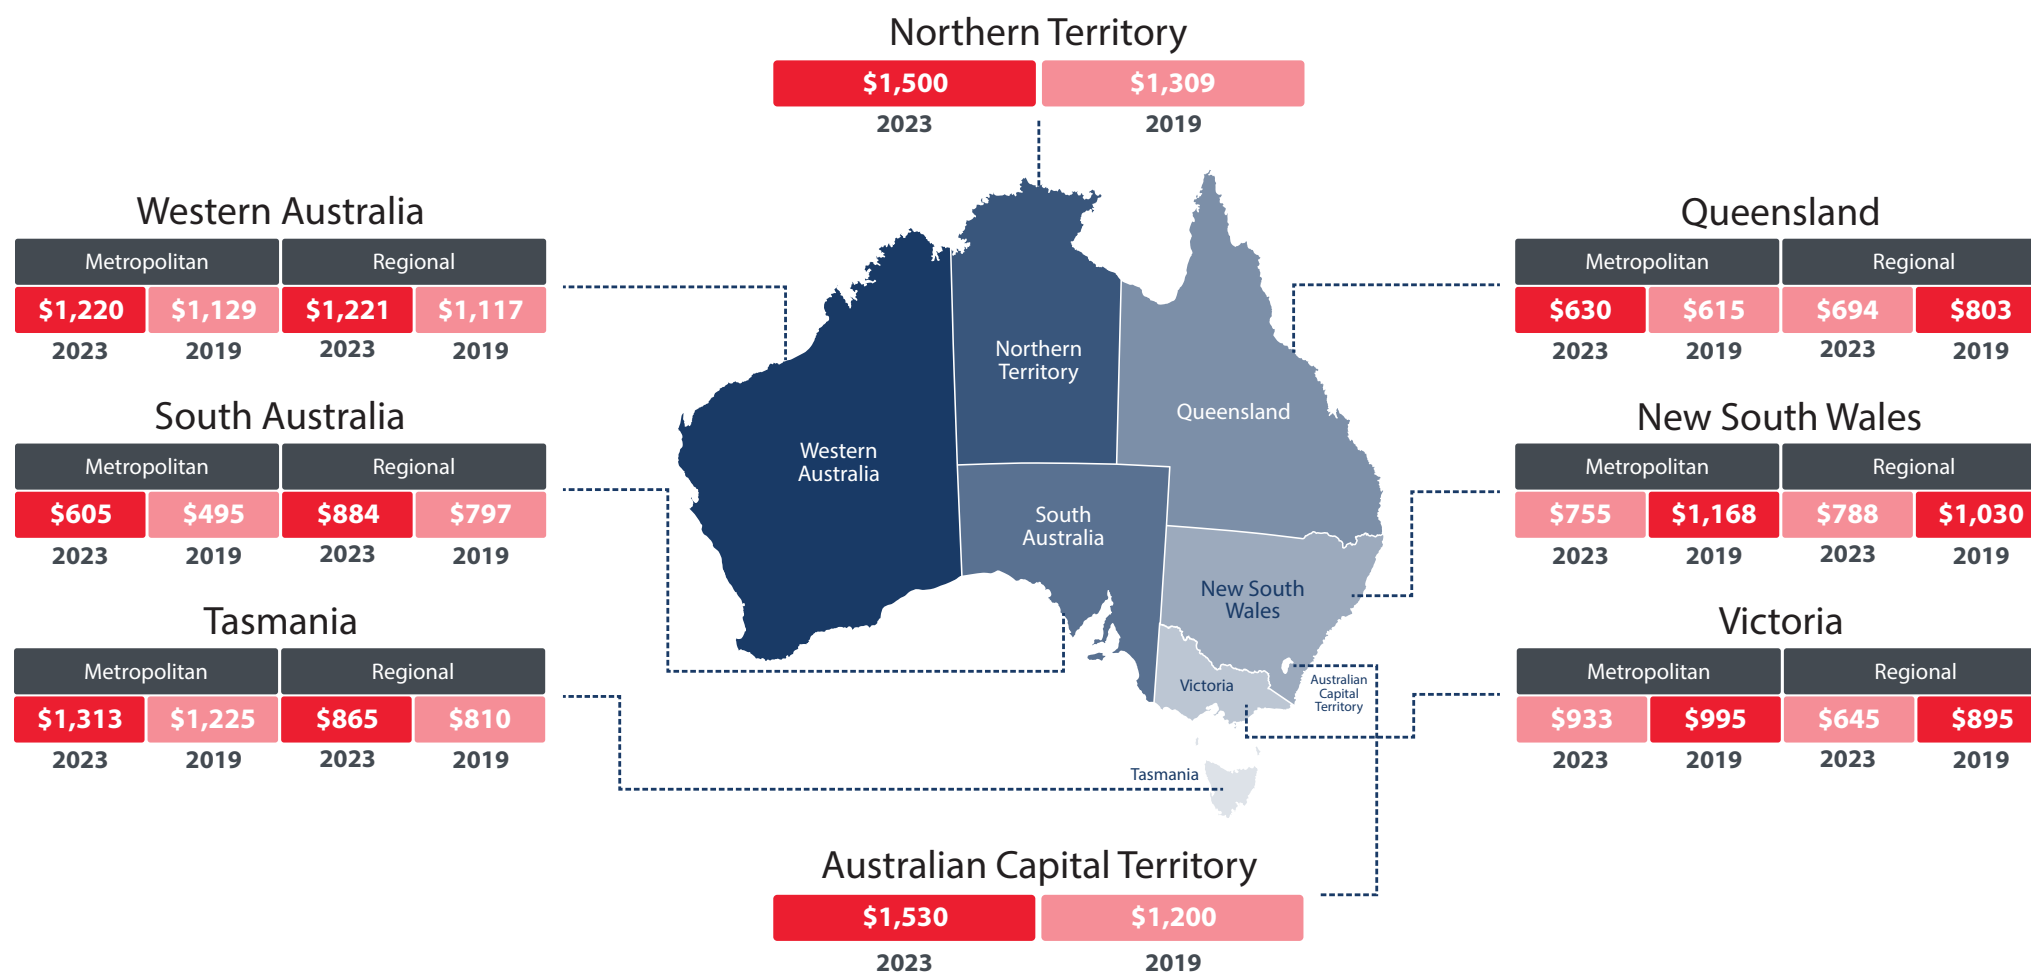 Northern Territory
$1,500 $1,309
2023 2019
Western Australia
Metropolitan Regional
$1,220 $1,129 $1,221 $1,117
2023 2019 2023 2019
South Australia
Metropolitan Regional
$605 $495 $884 $797
2023 2019 2023 2019
Tasmania
Metropolitan Regional
$1,313 $1,225 $865 $810
2023 2019 2023 2019
Northern
Territory
Queensland
Western
Australia
South
Australia
New South
Wales
Victoria
Australian
Capital
Territory
Tasmania
Queensland
Metropolitan Regional
$630 $615 $694 $803
2023 2019 2023 2019
New South Wales
Metropolitan Regional
$755 $1,168 $788 $1,030
2023 2019 2023 2019
Victoria
Metropolitan Regional
$933 $995 $645 $895
2023 2019 2023 2019
Australian Capital Territory
$1,530 $1,200
2023 2019